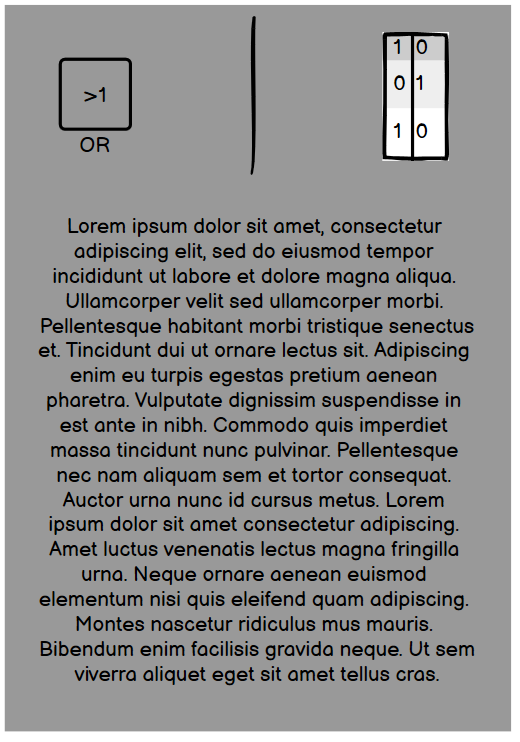 >1
OR
1 0
0 1
1 0
Lorem ipsum dolor sit amet, consectetur
adipiscing elit, sed do eiusmod tempor
incididunt ut labore et dolore magna aliqua.
Ullamcorper velit sed ullamcorper morbi.
Pellentesque habitant morbi tristique senectus
et. Tincidunt dui ut ornare lectus sit. Adipiscing
enim eu turpis egestas pretium aenean
pharetra. Vulputate dignissim suspendisse in
est ante in nibh. Commodo quis imperdiet
massa tincidunt nunc pulvinar. Pellentesque
nec nam aliquam sem et tortor consequat.
Auctor urna nunc id cursus metus. Lorem
ipsum dolor sit amet consectetur adipiscing.
Amet luctus venenatis lectus magna fringilla
urna. Neque ornare aenean euismod
elementum nisi quis eleifend quam adipiscing.
Montes nascetur ridiculus mus mauris.
Bibendum enim facilisis gravida neque. Ut sem
viverra aliquet eget sit amet tellus cras.